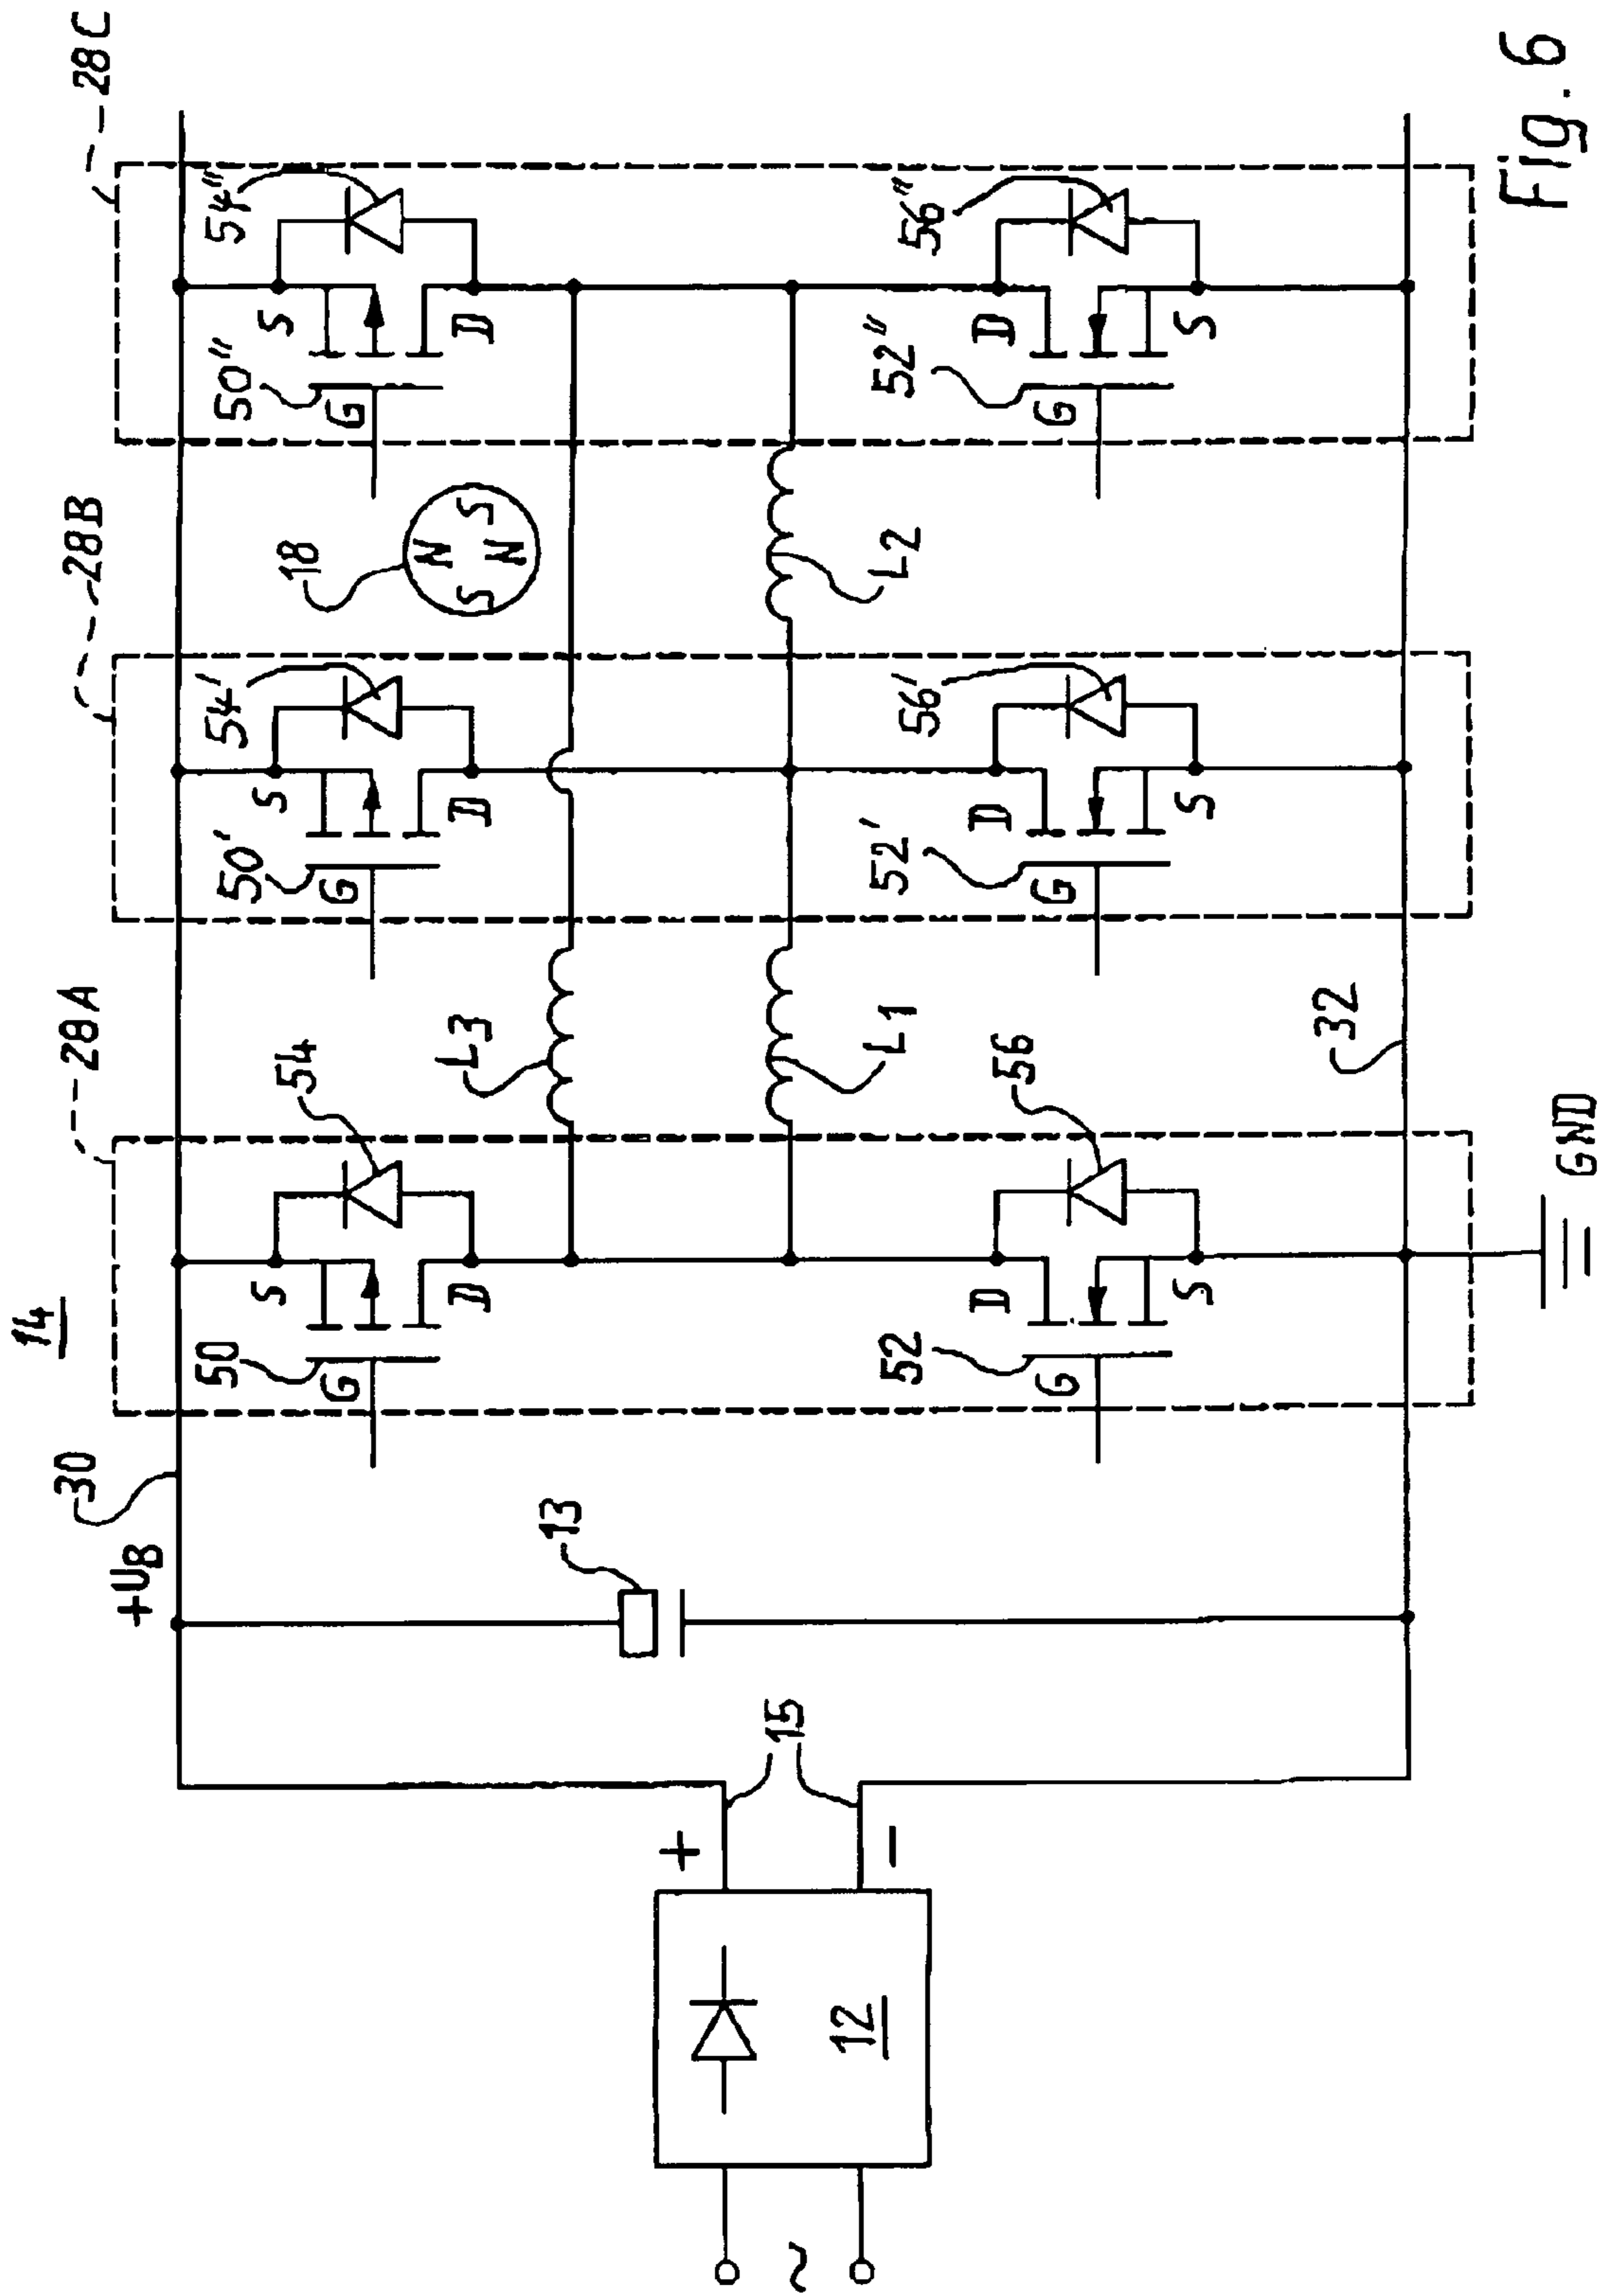 14
28A
28B
28C
+UB
30
50
S
54
50'
S
54'
50"
S
54"
G
D
G
D
18
N
S
S
N
G
D
13
L3
+
15
−
L1
L2
12
~
52
D
56
52'
D
56'
52"
D
56"
G
S
G
S
G
S
32
GND
Fig. 6